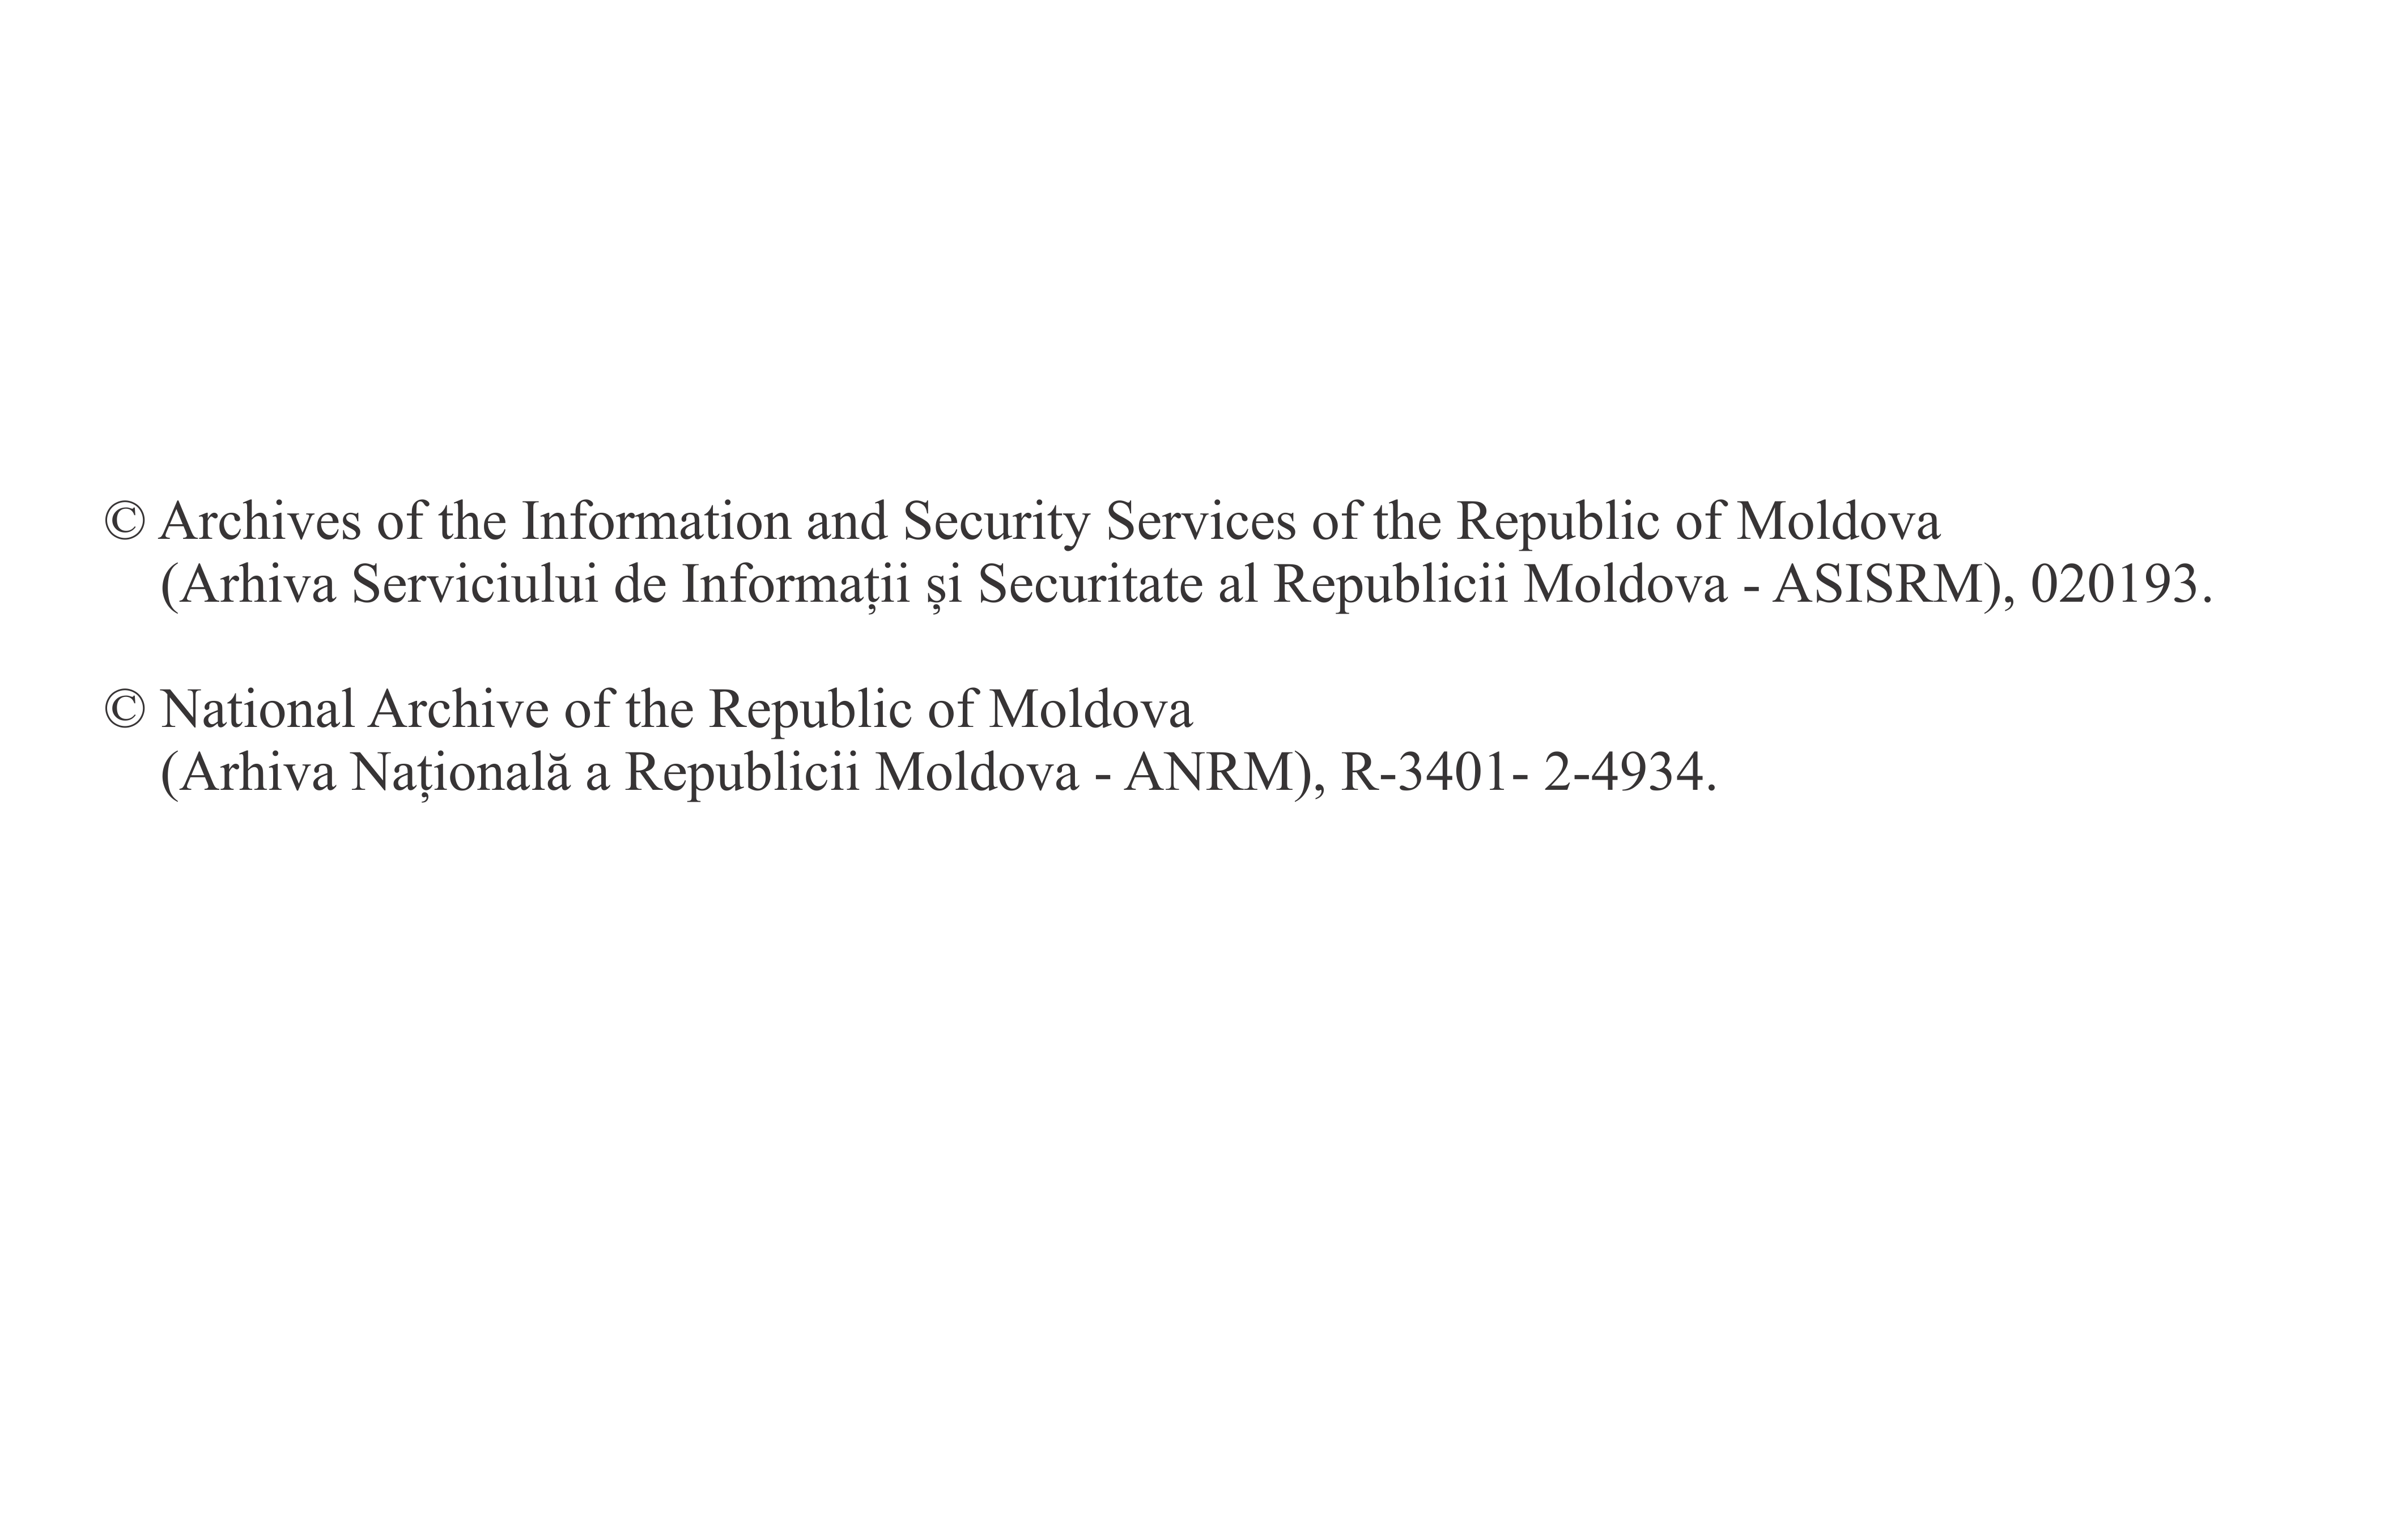 © Archives of the Information and Security Services of the Republic of Moldova
(Arhiva Serviciului de Informații și Securitate al Republicii Moldova - ASISRM), 020193.
© National Archive of the Republic of Moldova
(Arhiva Națională a Republicii Moldova - ANRM), R-3401- 2-4934.